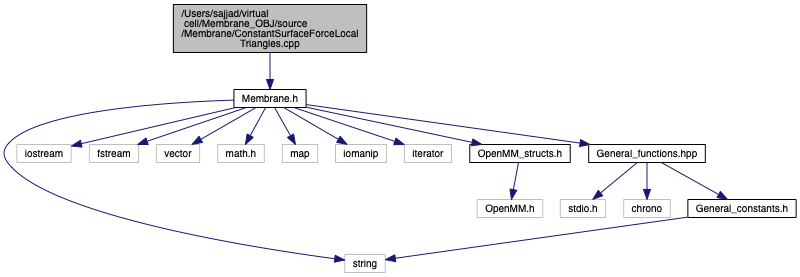 /Users/sajjad/virtual
cell/Membrane_OBJ/source
/Membrane/ConstantSurfaceForceLocal
Triangles.cpp
Membrane.h
iostream
fstream
vector
math.h
map
iomanip
iterator
OpenMM_structs.h
General_functions.hpp
OpenMM.h
stdio.h
chrono
General_constants.h
string